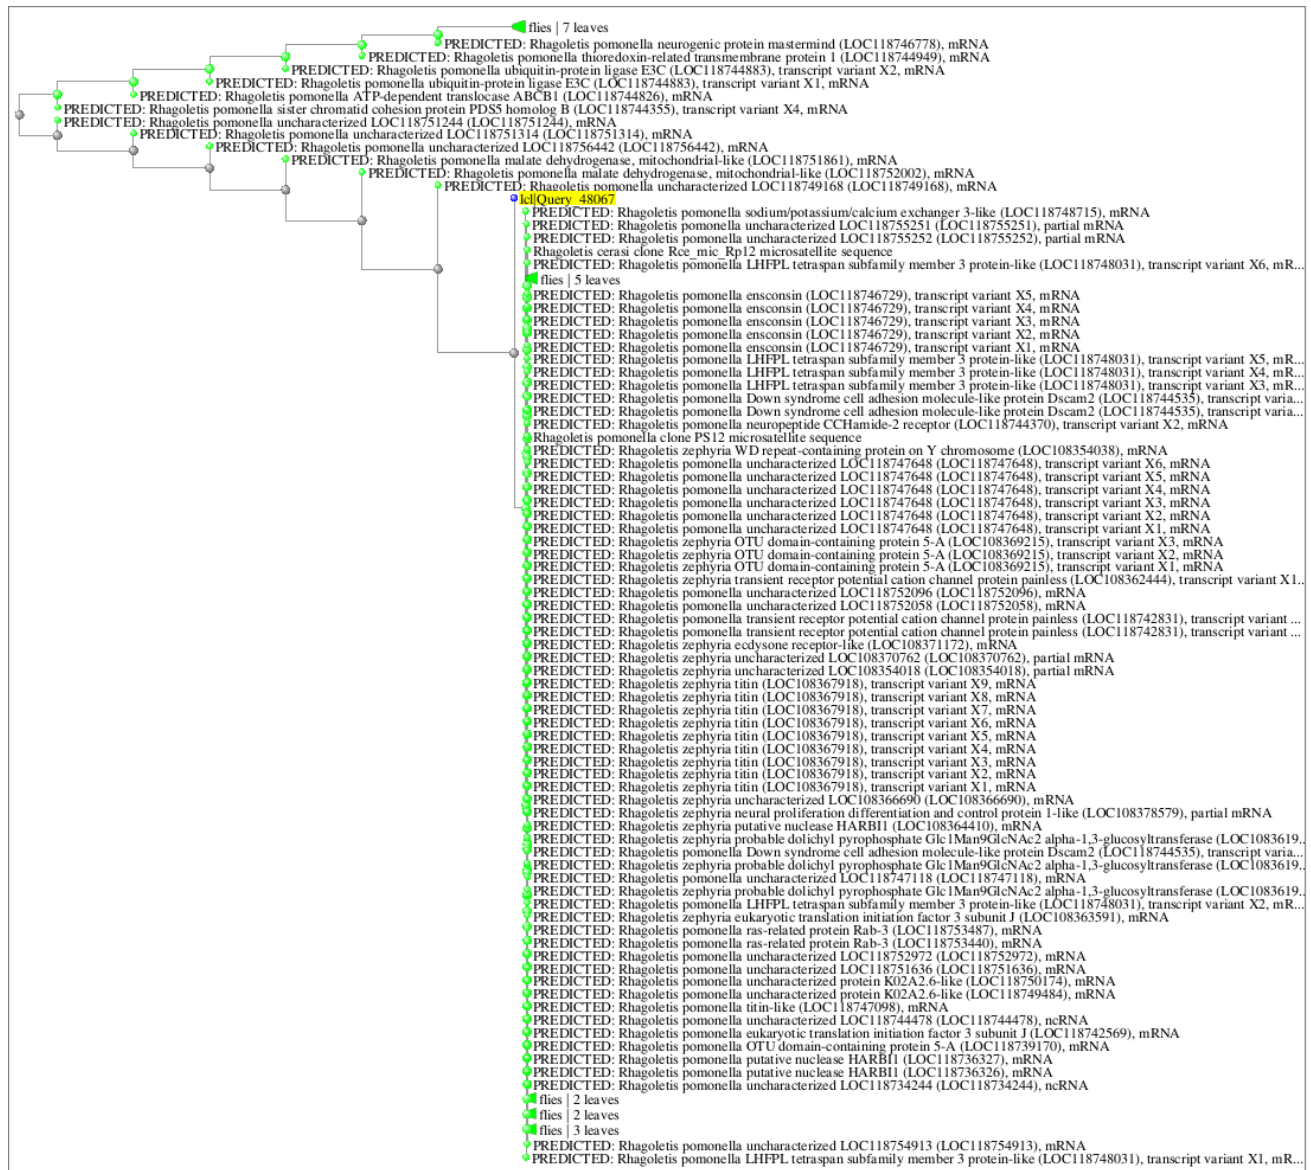 flies | 7 leaves
PREDICTED: Rhagoletis pomonella neurogenic protein mastermind (LOC118746778), mRNA
PREDICTED: Rhagoletis pomonella thioredoxin-related transmembrane protein 1 (LOC118744949), mRNA
PREDICTED: Rhagoletis pomonella ubiquitin-protein ligase E3C (LOC118744883), transcript variant X2, mRNA
PREDICTED: Rhagoletis pomonella ubiquitin-protein ligase E3C (LOC118744883), transcript variant X1, mRNA
PREDICTED: Rhagoletis pomonella ATP-dependent translocase ABCB1 (LOC118744826), mRNA
PREDICTED: Rhagoletis pomonella sister chromatid cohesion protein PDS5 homolog B (LOC118744355), transcript variant X4, mRNA
PREDICTED: Rhagoletis pomonella uncharacterized LOC118751244 (LOC118751244), mRNA
PREDICTED: Rhagoletis pomonella uncharacterized LOC118751314 (LOC118751314), mRNA
PREDICTED: Rhagoletis pomonella uncharacterized LOC118756442 (LOC118756442), mRNA
PREDICTED: Rhagoletis pomonella malate dehydrogenase, mitochondrial-like (LOC118751861), mRNA
PREDICTED: Rhagoletis pomonella malate dehydrogenase, mitochondrial-like (LOC118752002), mRNA
PREDICTED: Rhagoletis pomonella uncharacterized LOC118749168 (LOC118749168), mRNA
lcl|Query_48067
PREDICTED: Rhagoletis pomonella sodium/potassium/calcium exchanger 3-like (LOC118748715), mRNA
PREDICTED: Rhagoletis pomonella uncharacterized LOC118755251 (LOC118755251), partial mRNA
PREDICTED: Rhagoletis pomonella uncharacterized LOC118755252 (LOC118755252), partial mRNA
Rhagoletis cerasi clone Rce_mic_Rp12 microsatellite sequence
PREDICTED: Rhagoletis pomonella LHFPL tetraspan subfamily member 3 protein-like (LOC118748031), transcript variant X6, mR...
flies | 5 leaves
PREDICTED: Rhagoletis pomonella ensconsin (LOC118746729), transcript variant X5, mRNA
PREDICTED: Rhagoletis pomonella ensconsin (LOC118746729), transcript variant X4, mRNA
PREDICTED: Rhagoletis pomonella ensconsin (LOC118746729), transcript variant X3, mRNA
PREDICTED: Rhagoletis pomonella ensconsin (LOC118746729), transcript variant X2, mRNA
PREDICTED: Rhagoletis pomonella ensconsin (LOC118746729), transcript variant X1, mRNA
PREDICTED: Rhagoletis pomonella LHFPL tetraspan subfamily member 3 protein-like (LOC118748031), transcript variant X5, mR...
PREDICTED: Rhagoletis pomonella LHFPL tetraspan subfamily member 3 protein-like (LOC118748031), transcript variant X4, mR...
PREDICTED: Rhagoletis pomonella LHFPL tetraspan subfamily member 3 protein-like (LOC118748031), transcript variant X3, mR...
PREDICTED: Rhagoletis pomonella Down syndrome cell adhesion molecule-like protein Dscam2 (LOC118744535), transcript varia...
PREDICTED: Rhagoletis pomonella Down syndrome cell adhesion molecule-like protein Dscam2 (LOC118744535), transcript varia...
PREDICTED: Rhagoletis pomonella neuropeptide CCHamide-2 receptor (LOC118744370), transcript variant X2, mRNA
Rhagoletis pomonella clone PS12 microsatellite sequence
PREDICTED: Rhagoletis zephyria WD repeat-containing protein on Y chromosome (LOC108354038), mRNA
PREDICTED: Rhagoletis pomonella uncharacterized LOC118747648 (LOC118747648), transcript variant X6, mRNA
PREDICTED: Rhagoletis pomonella uncharacterized LOC118747648 (LOC118747648), transcript variant X5, mRNA
PREDICTED: Rhagoletis pomonella uncharacterized LOC118747648 (LOC118747648), transcript variant X4, mRNA
PREDICTED: Rhagoletis pomonella uncharacterized LOC118747648 (LOC118747648), transcript variant X3, mRNA
PREDICTED: Rhagoletis pomonella uncharacterized LOC118747648 (LOC118747648), transcript variant X2, mRNA
PREDICTED: Rhagoletis pomonella uncharacterized LOC118747648 (LOC118747648), transcript variant X1, mRNA
PREDICTED: Rhagoletis zephyria OTU domain-containing protein 5-A (LOC108369215), transcript variant X3, mRNA
PREDICTED: Rhagoletis zephyria OTU domain-containing protein 5-A (LOC108369215), transcript variant X2, mRNA
PREDICTED: Rhagoletis zephyria OTU domain-containing protein 5-A (LOC108369215), transcript variant X1, mRNA
PREDICTED: Rhagoletis zephyria transient receptor potential cation channel protein painless (LOC108362444), transcript variant X1...
PREDICTED: Rhagoletis pomonella uncharacterized LOC118752096 (LOC118752096), mRNA
PREDICTED: Rhagoletis pomonella uncharacterized LOC118752058 (LOC118752058), mRNA
PREDICTED: Rhagoletis pomonella transient receptor potential cation channel protein painless (LOC118742831), transcript variant ...
PREDICTED: Rhagoletis pomonella transient receptor potential cation channel protein painless (LOC118742831), transcript variant ...
PREDICTED: Rhagoletis zephyria ecdysone receptor-like (LOC108371172), mRNA
PREDICTED: Rhagoletis zephyria uncharacterized LOC108370762 (LOC108370762), partial mRNA
PREDICTED: Rhagoletis zephyria uncharacterized LOC108354018 (LOC108354018), partial mRNA
PREDICTED: Rhagoletis zephyria titin (LOC108367918), transcript variant X9, mRNA
PREDICTED: Rhagoletis zephyria titin (LOC108367918), transcript variant X8, mRNA
PREDICTED: Rhagoletis zephyria titin (LOC108367918), transcript variant X7, mRNA
PREDICTED: Rhagoletis zephyria titin (LOC108367918), transcript variant X6, mRNA
PREDICTED: Rhagoletis zephyria titin (LOC108367918), transcript variant X5, mRNA
PREDICTED: Rhagoletis zephyria titin (LOC108367918), transcript variant X4, mRNA
PREDICTED: Rhagoletis zephyria titin (LOC108367918), transcript variant X3, mRNA
PREDICTED: Rhagoletis zephyria titin (LOC108367918), transcript variant X2, mRNA
PREDICTED: Rhagoletis zephyria titin (LOC108367918), transcript variant X1, mRNA
PREDICTED: Rhagoletis zephyria uncharacterized LOC108366690 (LOC108366690), mRNA
PREDICTED: Rhagoletis zephyria neural proliferation differentiation and control protein 1-like (LOC108378579), partial mRNA
PREDICTED: Rhagoletis zephyria putative nuclease HARBI1 (LOC108364410), mRNA
PREDICTED: Rhagoletis zephyria probable dolichyl pyrophosphate Glc1Man9GlcNAc2 alpha-1,3-glucosyltransferase (LOC1083619...
PREDICTED: Rhagoletis pomonella Down syndrome cell adhesion molecule-like protein Dscam2 (LOC118744535), transcript varia...
PREDICTED: Rhagoletis zephyria probable dolichyl pyrophosphate Glc1Man9GlcNAc2 alpha-1,3-glucosyltransferase (LOC1083619...
PREDICTED: Rhagoletis pomonella uncharacterized LOC118747118 (LOC118747118), mRNA
PREDICTED: Rhagoletis zephyria probable dolichyl pyrophosphate Glc1Man9GlcNAc2 alpha-1,3-glucosyltransferase (LOC1083619...
PREDICTED: Rhagoletis pomonella LHFPL tetraspan subfamily member 3 protein-like (LOC118748031), transcript variant X2, mR...
PREDICTED: Rhagoletis zephyria eukaryotic translation initiation factor 3 subunit J (LOC108363591), mRNA
PREDICTED: Rhagoletis pomonella ras-related protein Rab-3 (LOC118753487), mRNA
PREDICTED: Rhagoletis pomonella ras-related protein Rab-3 (LOC118753440), mRNA
PREDICTED: Rhagoletis pomonella uncharacterized LOC118752972 (LOC118752972), mRNA
PREDICTED: Rhagoletis pomonella uncharacterized LOC118751636 (LOC118751636), mRNA
PREDICTED: Rhagoletis pomonella uncharacterized protein K02A2.6-like (LOC118750174), mRNA
PREDICTED: Rhagoletis pomonella uncharacterized protein K02A2.6-like (LOC118749484), mRNA
PREDICTED: Rhagoletis pomonella titin-like (LOC118747098), mRNA
PREDICTED: Rhagoletis pomonella uncharacterized LOC118744478 (LOC118744478), ncRNA
PREDICTED: Rhagoletis pomonella eukaryotic translation initiation factor 3 subunit J (LOC118742569), mRNA
PREDICTED: Rhagoletis pomonella OTU domain-containing protein 5-A (LOC118739170), mRNA
PREDICTED: Rhagoletis pomonella putative nuclease HARBI1 (LOC118736327), mRNA
PREDICTED: Rhagoletis pomonella putative nuclease HARBI1 (LOC118736326), mRNA
PREDICTED: Rhagoletis pomonella uncharacterized LOC118734244 (LOC118734244), ncRNA
flies | 2 leaves
flies | 2 leaves
flies | 3 leaves
PREDICTED: Rhagoletis pomonella uncharacterized LOC118754913 (LOC118754913), mRNA
PREDICTED: Rhagoletis pomonella LHFPL tetraspan subfamily member 3 protein-like (LOC118748031), transcript variant X1, mR...